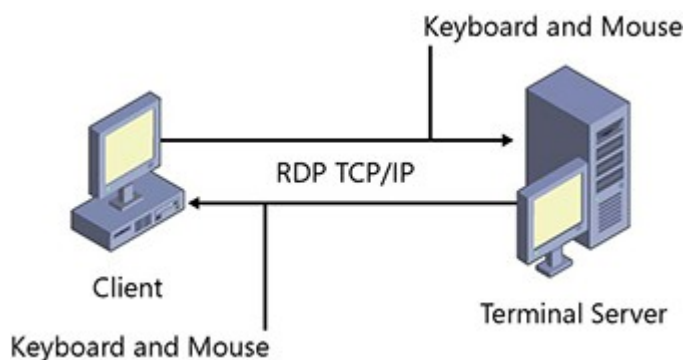 Keyboard and Mouse
RDP TCP/IP
Client
Terminal Server
Keyboard and Mouse